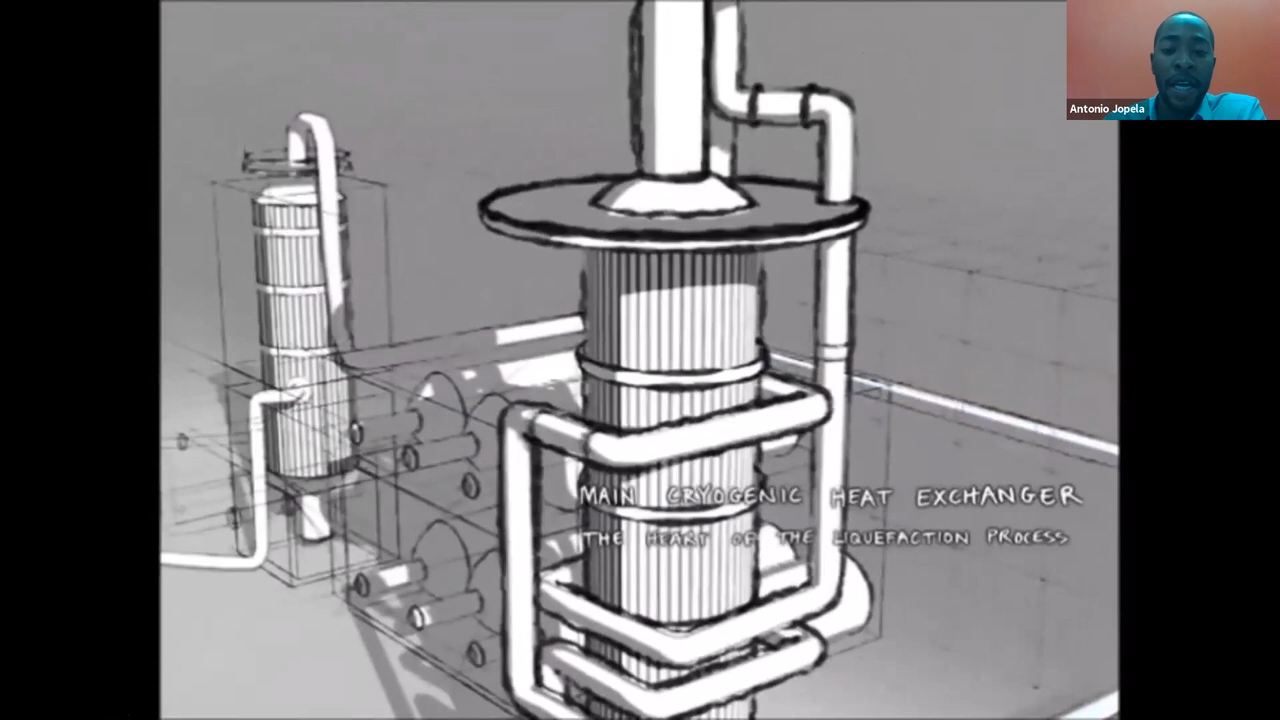 Antonio Jopela
MAIN CRYOGENIC HEAT EXCHANGER
THE HEART OF THE LIQUEFACTION PROCESS